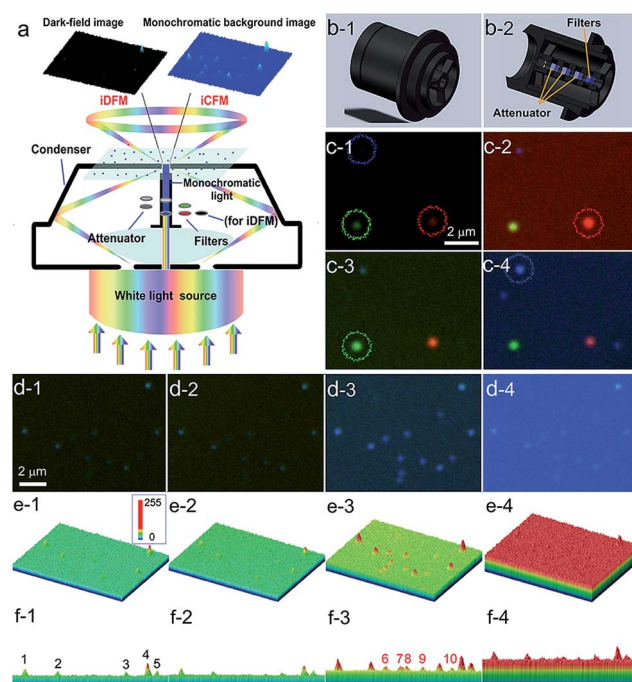 a
Dark-field image
Monochromatic background image
iDFM
iCFM
Condenser
Monochromatic
light
(for iDFM)
Attenuator
Filters
White light source
b-1
b-2
Filters
Attenuator
c-1
2 μm
c-2
c-3
c-4
d-1
2 μm
d-2
d-3
d-4
e-1
255
0
e-2
e-3
e-4
f-1
1 2 3 4 5
f-2
f-3
6 7 8 9 10
f-4